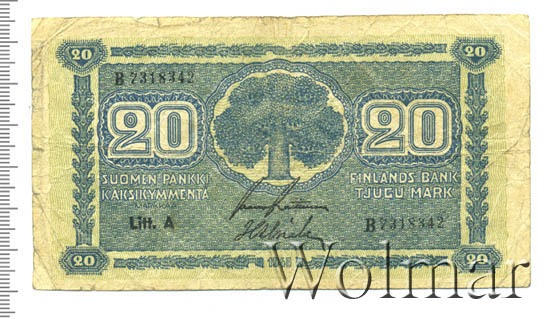 20 20
B 7318342
20 20
SUOMEN PANKKI FINLANDS BANK
KAKSIKYMMENTÄ TJUGU MARK
Litt. A
B 7318342
20 20
Wolmar